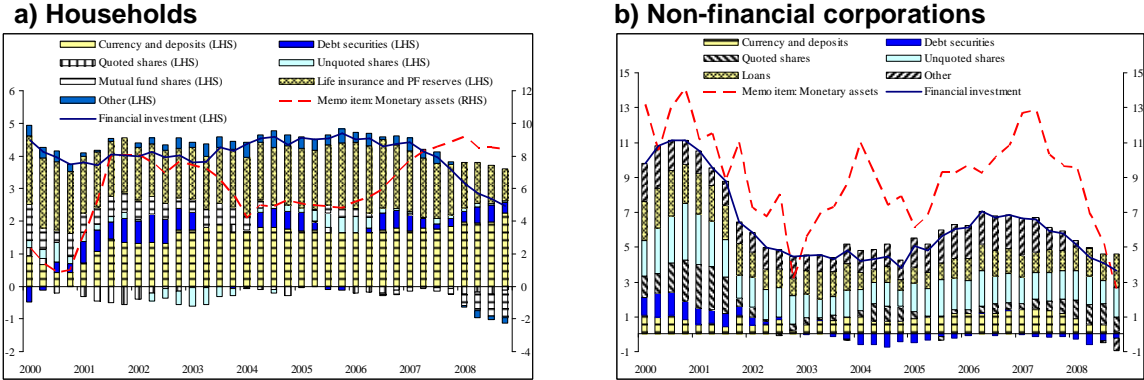 a) Households
Currency and deposits (LHS) Debt securities (LHS)
Quoted shares (LHS) Unquoted shares (LHS)
Mutual fund shares (LHS) Life insurance and PF reserves (LHS)
Other (LHS) Memo item: Monetary assets (RHS)
Financial investment (LHS)
6 12
5 10
4 8
3 6
2 4
1 2
0 0
-1 -2
-2 -4
2000 2001 2002 2003 2004 2005 2006 2007 2008
b) Non-financial corporations
Currency and deposits Debt securities
Quoted shares Unquoted shares
Loans Other
Memo item: Monetary assets Financial investment
15 15
13 13
11 11
9 9
7 7
5 5
3 3
1 1
-1 -1
2000 2001 2002 2003 2004 2005 2006 2007 2008